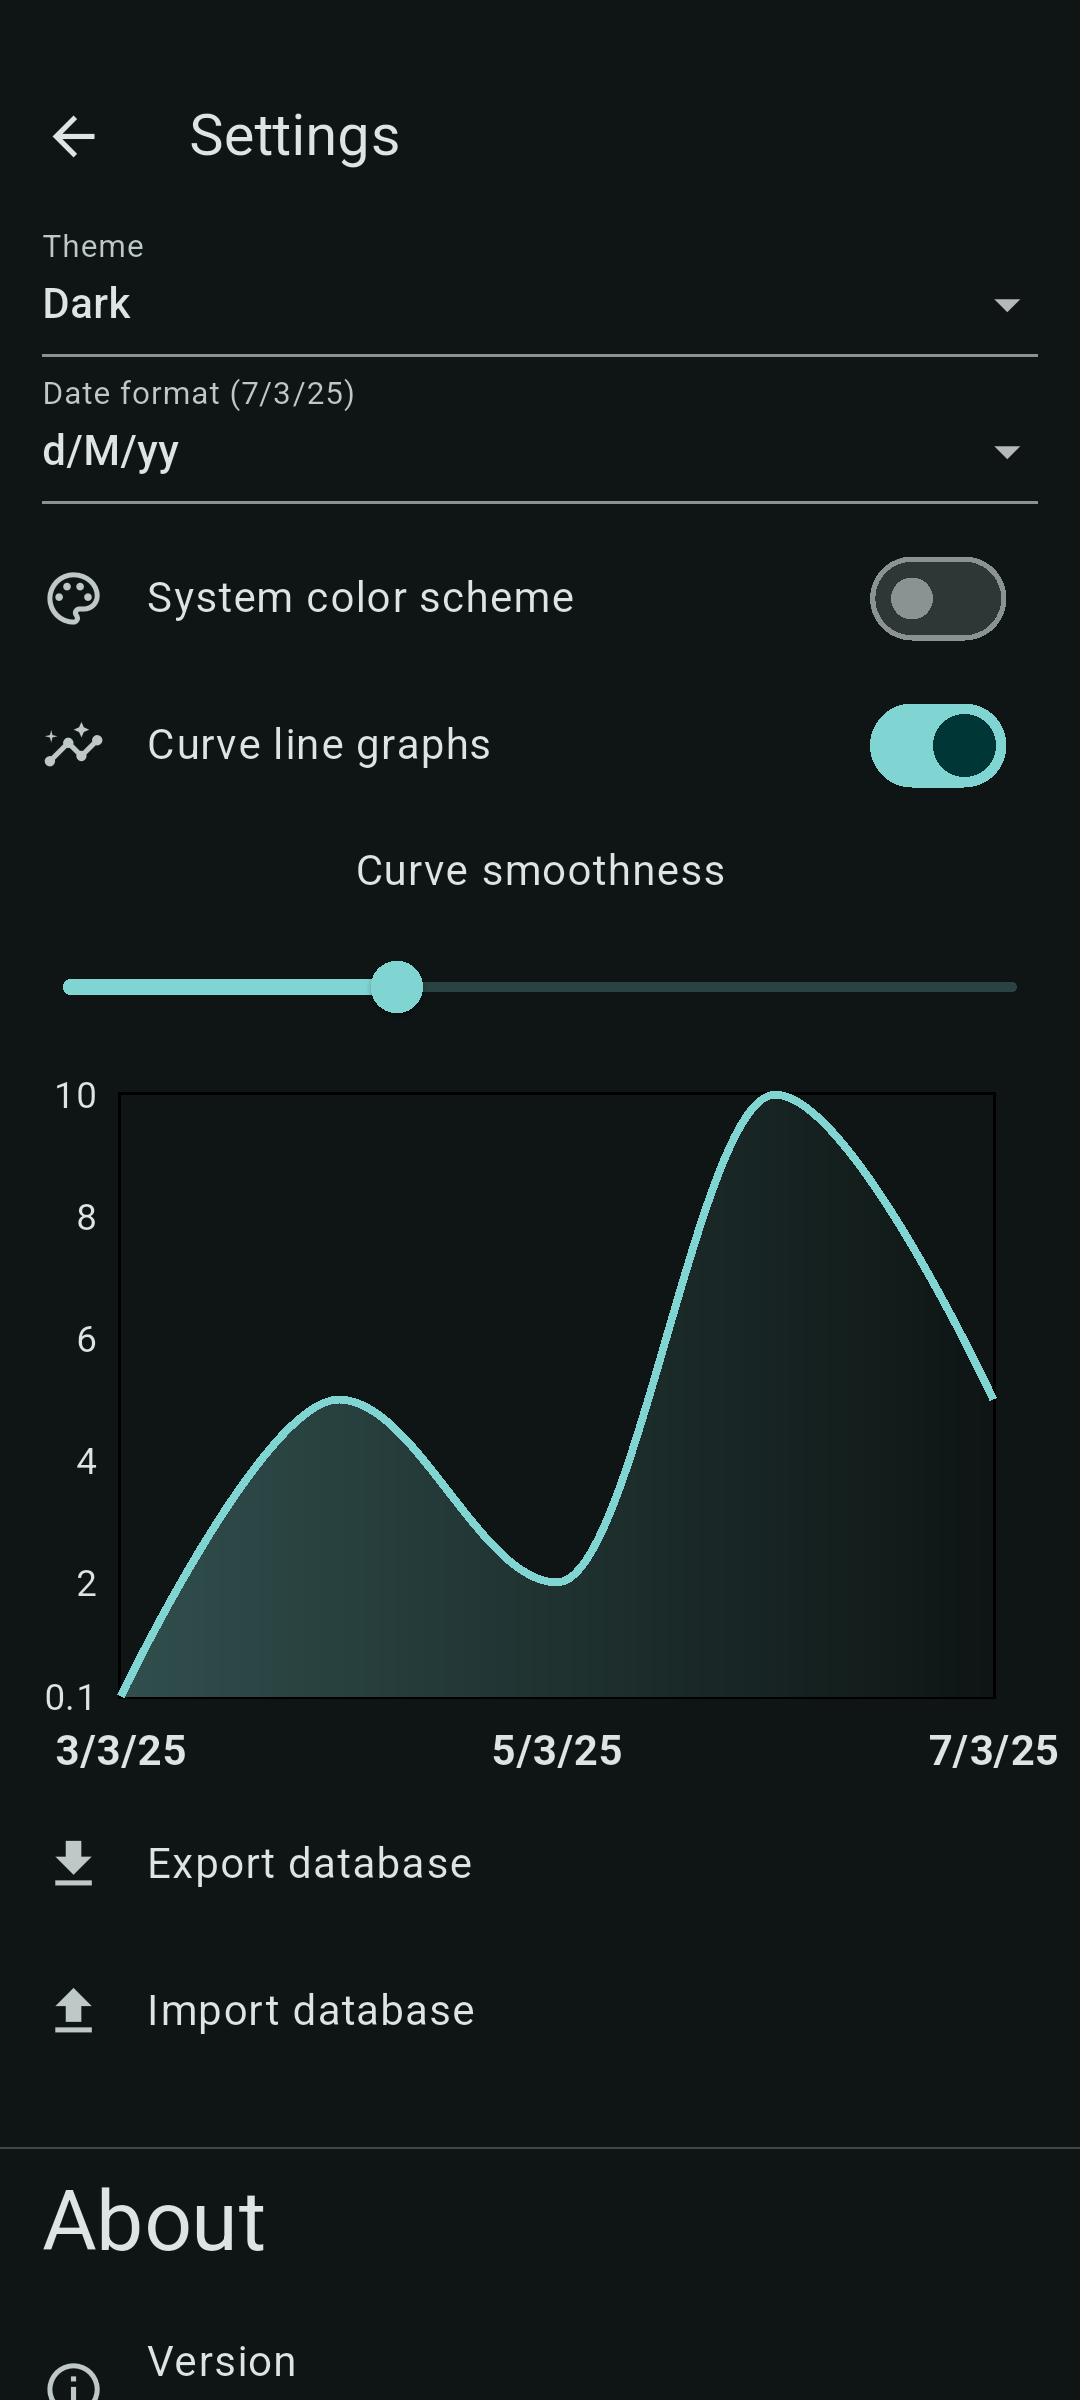 Settings
Theme
Dark
Date format (7/3/25)
d/M/yy
System color scheme
Curve line graphs
Curve smoothness
10
8
6
4
2
0.1
3/3/25 5/3/25 7/3/25
Export database
Import database
About
Version